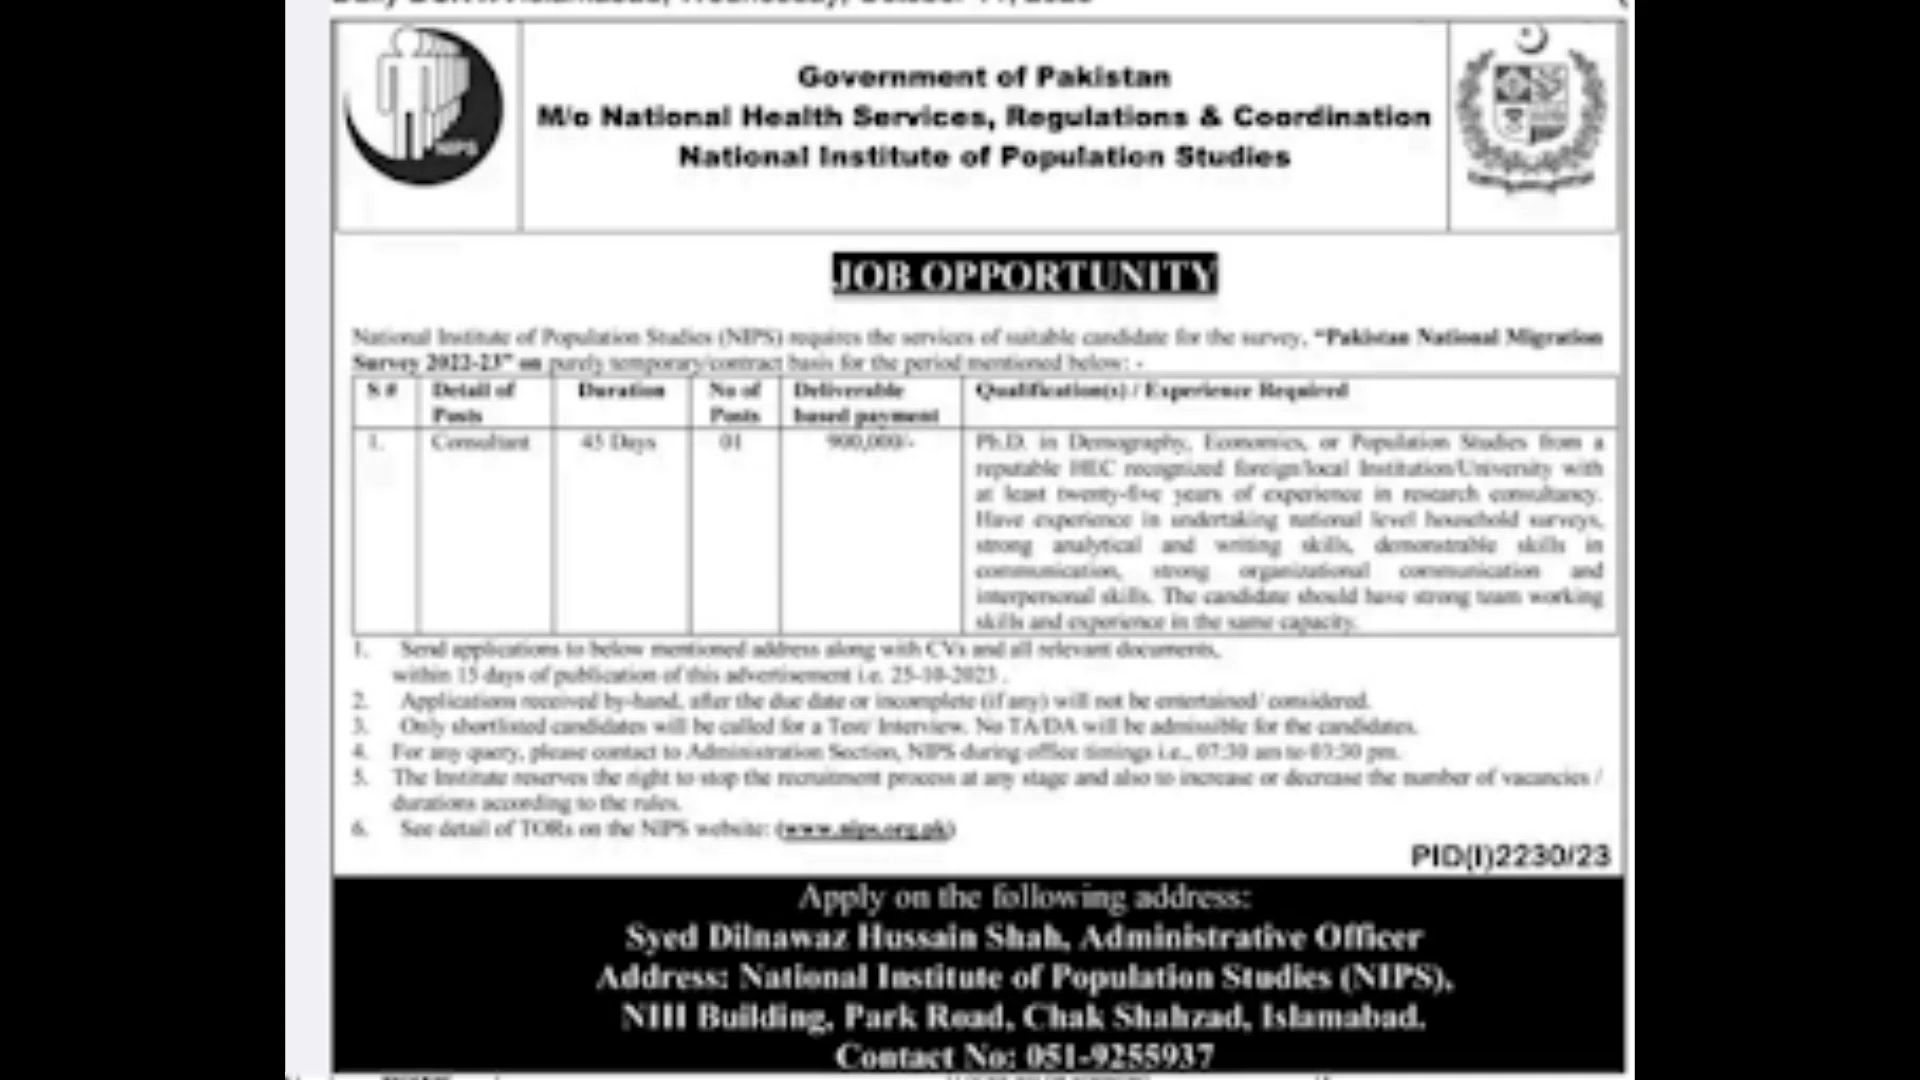 NIPS
Government of Pakistan
M/o National Health Services, Regulations & Coordination
National Institute of Population Studies
JOB OPPORTUNITY
National Institute of Population Studies (NIPS) requires the services of suitable candidate for the survey, “Pakistan National Migration
Survey 2022-23” on purely temporary/contract basis for the period mentioned below: -
S # Detail of Posts Duration No of Posts Deliverable based payment Qualification(s) / Experience Required
1. Consultant 45 Days 01 900,000/- Ph.D. in Demography, Economics, or Population Studies from a
reputable HEC recognized foreign/local Institution/University with
at least twenty-five years of experience in research consultancy.
Have experience in undertaking national level household surveys,
strong analytical and writing skills, demonstrable skills in
communication, strong organizational communication and
interpersonal skills. The candidate should have strong team working
skills and experience in the same capacity.
1. Send applications to below mentioned address along with CVs and all relevant documents,
within 15 days of publication of this advertisement i.e. 25-10-2023 .
2. Applications received by-hand, after the due date or incomplete (if any) will not be entertained/ considered.
3. Only shortlisted candidates will be called for a Test/ Interview. No TA/DA will be admissible for the candidates.
4. For any query, please contact to Administration Section, NIPS during office timings i.e., 07:30 am to 03:30 pm.
5. The Institute reserves the right to stop the recruitment process at any stage and also to increase or decrease the number of vacancies /
durations according to the rules.
6. See detail of TORs on the NIPS website: (www.nips.org.pk)
PID(I)2230/23
Apply on the following address:
Syed Dilnawaz Hussain Shah, Administrative Officer
Address: National Institute of Population Studies (NIPS),
NIH Building, Park Road, Chak Shahzad, Islamabad.
Contact No: 051-9255937